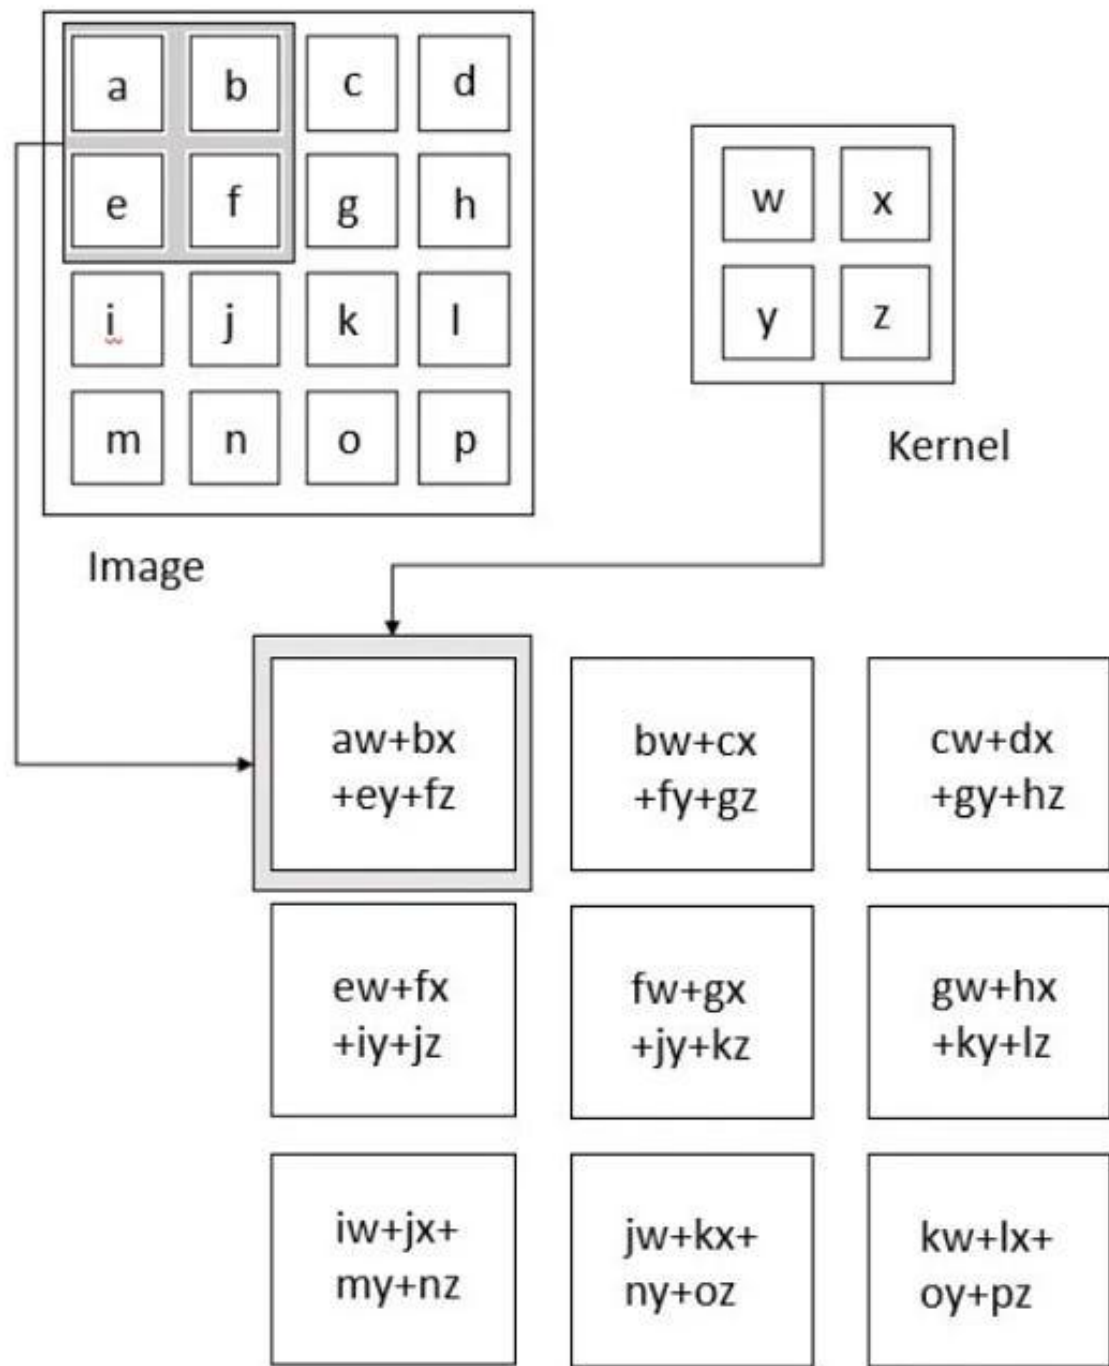 a b c d
e f g h
i j k l
m n o p
Image
w x
y z
Kernel
aw+bx
+ey+fz
bw+cx
+fy+gz
cw+dx
+gy+hz
ew+fx
+iy+jz
fw+gx
+jy+kz
gw+hx
+ky+lz
iw+jx+
my+nz
jw+kx+
ny+oz
kw+lx+
oy+pz